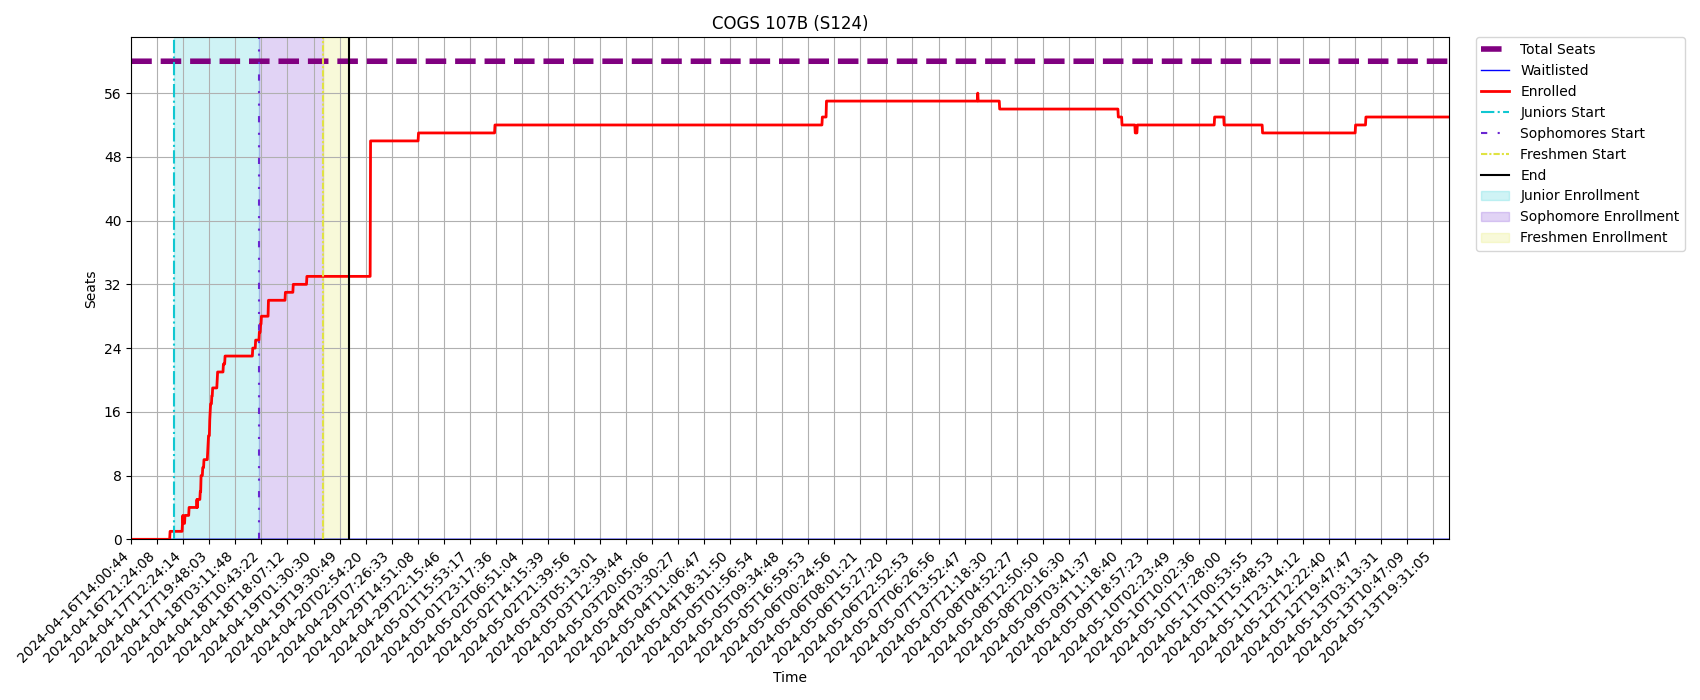 COGS 107B (S124)
Total Seats
Waitlisted
Enrolled
Juniors Start
Sophomores Start
Freshmen Start
End
Junior Enrollment
Sophomore Enrollment
Freshmen Enrollment
Seats
56
48
40
32
24
16
8
0
2024-04-16T14:00:44
2024-04-16T21:24:08
2024-04-17T12:24:14
2024-04-17T19:48:03
2024-04-18T03:11:48
2024-04-18T10:43:22
2024-04-18T18:07:12
2024-04-19T01:30:30
2024-04-19T19:30:49
2024-04-20T02:54:20
2024-04-29T07:26:33
2024-04-29T14:51:08
2024-04-29T22:15:46
2024-05-01T15:53:17
2024-05-01T23:17:36
2024-05-02T06:51:04
2024-05-02T14:15:39
2024-05-02T21:39:56
2024-05-03T05:13:01
2024-05-03T12:39:44
2024-05-03T20:05:06
2024-05-04T03:30:27
2024-05-04T11:06:47
2024-05-04T18:31:50
2024-05-05T01:56:54
2024-05-05T09:34:48
2024-05-05T16:59:53
2024-05-06T00:24:56
2024-05-06T08:01:21
2024-05-06T15:27:20
2024-05-06T22:52:53
2024-05-07T06:26:56
2024-05-07T13:52:47
2024-05-07T21:18:30
2024-05-08T04:52:27
2024-05-08T12:50:50
2024-05-08T20:16:30
2024-05-09T03:41:37
2024-05-09T11:18:40
2024-05-09T18:57:23
2024-05-10T02:23:49
2024-05-10T10:02:36
2024-05-10T17:28:00
2024-05-11T00:53:55
2024-05-11T15:48:53
2024-05-11T23:14:12
2024-05-12T12:22:40
2024-05-12T19:47:47
2024-05-13T03:13:31
2024-05-13T10:47:09
2024-05-13T19:31:05
Time